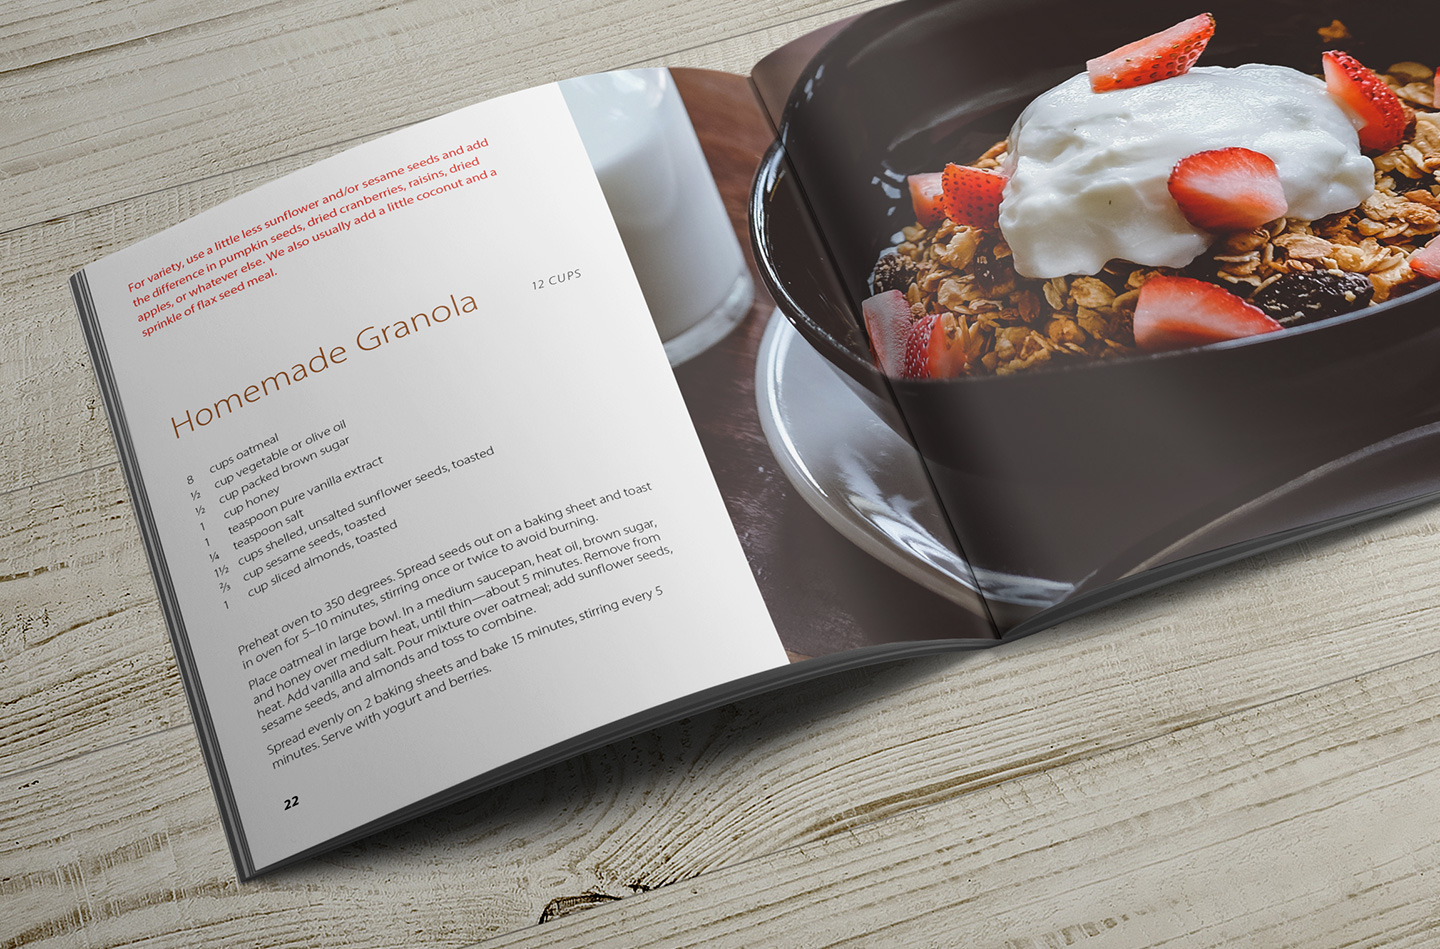 For variety, use a little less sunflower and/or sesame seeds and add
the difference in pumpkin seeds, dried cranberries, raisins, dried
apples, or whatever else. We also usually add a little coconut and a
sprinkle of flax seed meal.
12 CUPS
Homemade Granola
8 cups oatmeal
½ cup vegetable or olive oil
½ cup packed brown sugar
1 cup honey
1 teaspoon pure vanilla extract
¼ teaspoon salt
1½ cups shelled, unsalted sunflower seeds, toasted
⅔ cup sesame seeds, toasted
1 cup sliced almonds, toasted
Preheat oven to 350 degrees. Spread seeds out on a baking sheet and toast
in oven for 5–10 minutes, stirring once or twice to avoid burning.
Place oatmeal in large bowl. In a medium saucepan, heat oil, brown sugar,
and honey over medium heat, until thin—about 5 minutes. Remove from
heat. Add vanilla and salt. Pour mixture over oatmeal; add sunflower seeds,
sesame seeds, and almonds and toss to combine.
Spread evenly on 2 baking sheets and bake 15 minutes, stirring every 5
minutes. Serve with yogurt and berries.
22